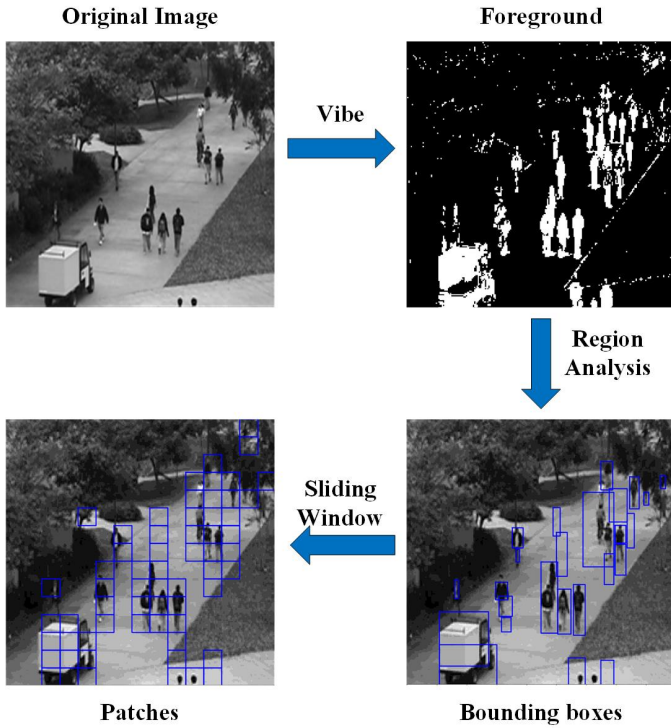 Original Image
Foreground
Vibe
Region
Analysis
Sliding
Window
Patches
Bounding boxes